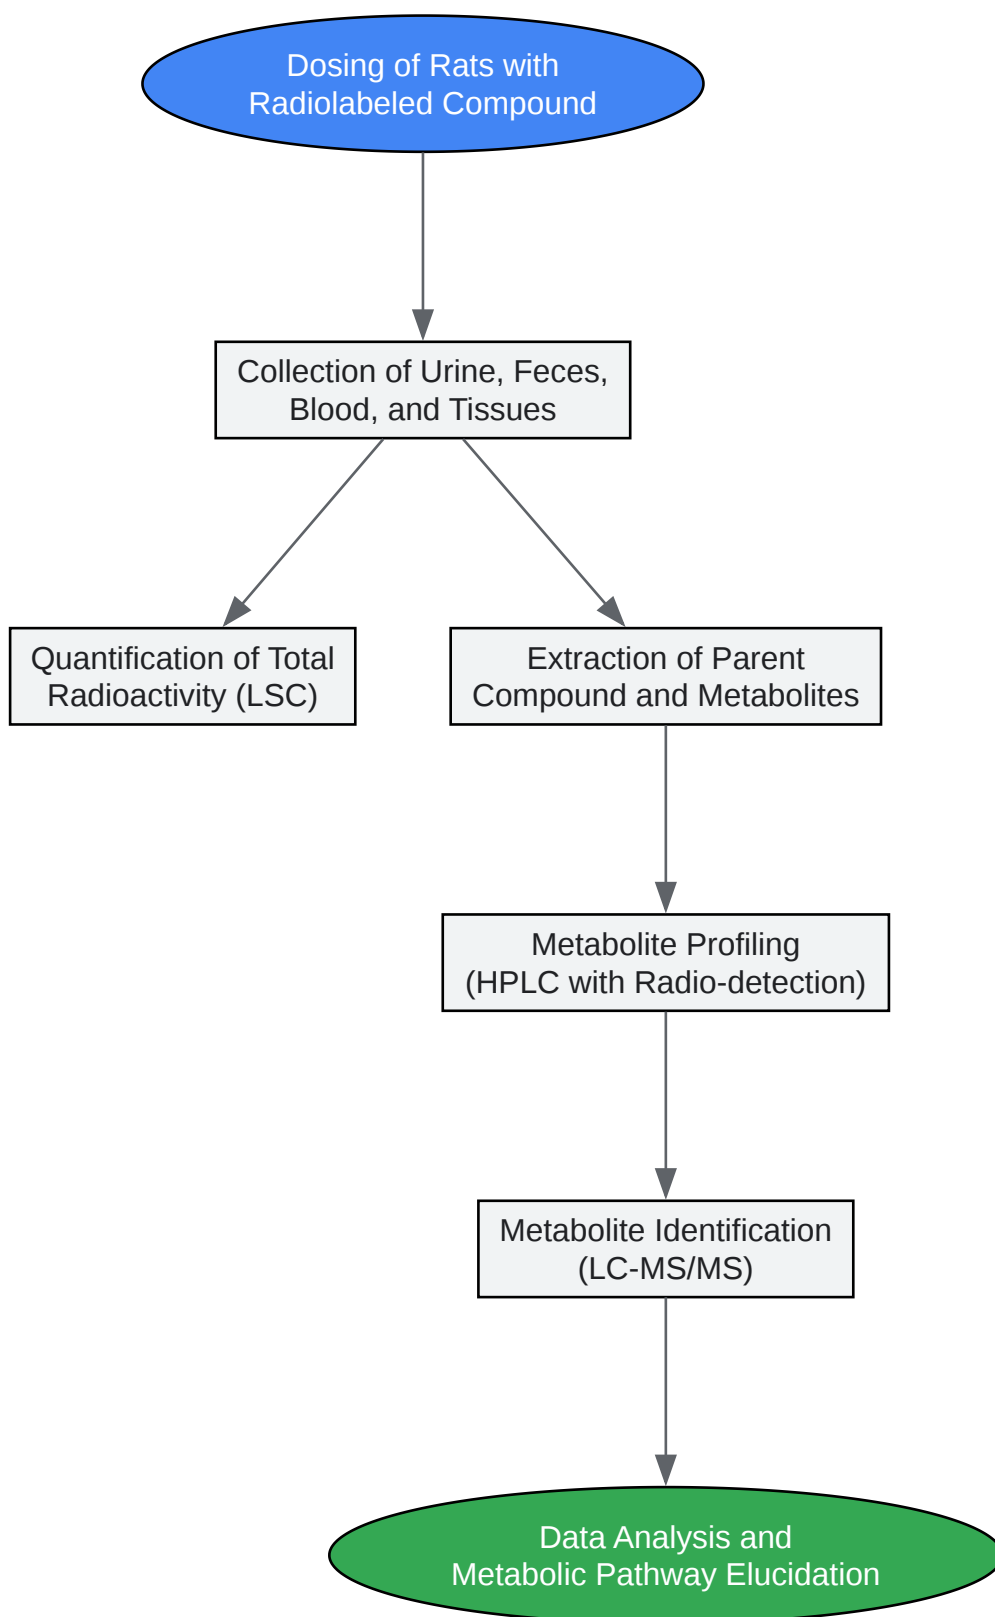 Dosing of Rats with
Radiolabeled Compound
Collection of Urine, Feces,
Blood, and Tissues
Quantification of Total
Radioactivity (LSC)
Extraction of Parent
Compound and Metabolites
Metabolite Profiling
(HPLC with Radio-detection)
Metabolite Identification
(LC-MS/MS)
Data Analysis and
Metabolic Pathway Elucidation